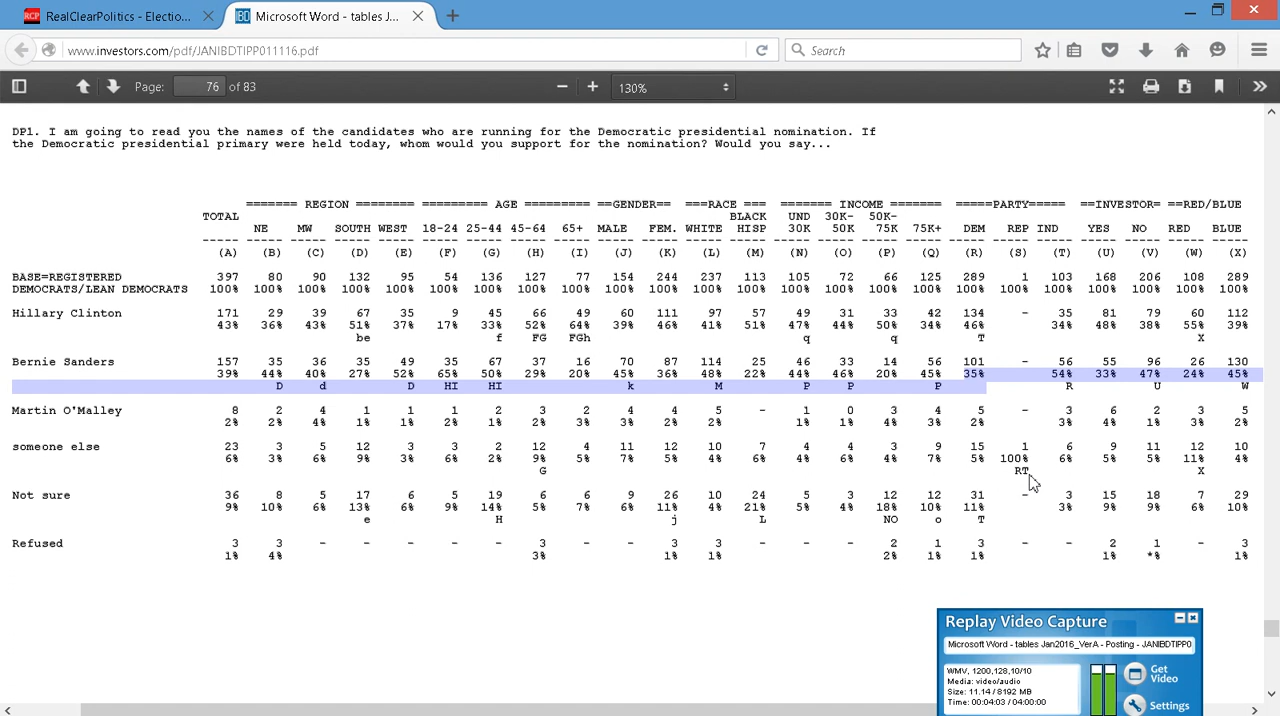 RealClearPolitics - Electio...
Microsoft Word - tables J...
www.investors.com/pdf/JANIBDTIPP011116.pdf
Search
Page: 76 of 83
130%
DP1. I am going to read you the names of the candidates who are running for the Democratic presidential nomination. If
the Democratic presidential primary were held today, whom would you support for the nomination? Would you say...
======= REGION ======== ========= AGE ========= ==GENDER== ===RACE === ======= INCOME ======= =====PARTY===== ==INVESTOR= ==RED/BLUE
TOTAL BLACK UND 30K- 50K-
NE MW SOUTH WEST 18-24 25-44 45-64 65+ MALE FEM. WHITE HISP 30K 50K 75K 75K+ DEM REP IND YES NO RED BLUE
----- ----- ----- ----- ----- ----- ----- ----- ----- ----- ----- ----- ----- ----- ----- ----- ----- ----- ----- ----- ----- ----- ----- -----
(A) (B) (C) (D) (E) (F) (G) (H) (I) (J) (K) (L) (M) (N) (O) (P) (Q) (R) (S) (T) (U) (V) (W) (X)
BASE=REGISTERED 397 80 90 132 95 54 136 127 77 154 244 237 113 105 72 66 125 289 1 103 168 206 108 289
DEMOCRATS/LEAN DEMOCRATS 100% 100% 100% 100% 100% 100% 100% 100% 100% 100% 100% 100% 100% 100% 100% 100% 100% 100% 100% 100% 100% 100% 100% 100%
Hillary Clinton 171 29 39 67 35 9 45 66 49 60 111 97 57 49 31 33 42 134 - 35 81 79 60 112
43% 36% 43% 51% 37% 17% 33% 52% 64% 39% 46% 41% 51% 47% 44% 50% 34% 46% 34% 48% 38% 55% 39%
be f FG FGh q q T X
Bernie Sanders 157 35 36 35 49 35 67 37 16 70 87 114 25 46 33 14 56 101 - 56 55 96 26 130
39% 44% 40% 27% 52% 65% 50% 29% 20% 45% 36% 48% 22% 44% 46% 20% 45% 35% 54% 33% 47% 24% 45%
D d D HI HI k M P P P R U W
Martin O'Malley 8 2 4 1 1 1 2 3 2 4 4 5 - 1 0 3 4 5 - 3 6 2 3 5
2% 2% 4% 1% 1% 2% 1% 2% 3% 3% 2% 2% 1% 1% 4% 3% 2% 3% 4% 1% 3% 2%
someone else 23 3 5 12 3 3 2 12 4 11 12 10 7 4 4 3 9 15 1 6 9 11 12 10
6% 3% 6% 9% 3% 6% 2% 9% 5% 7% 5% 4% 6% 4% 6% 4% 7% 5% 100% 6% 5% 5% 11% 4%
G RT X
Not sure 36 8 5 17 6 5 19 6 6 9 26 10 24 5 3 12 12 31 - 3 15 18 7 29
9% 10% 6% 13% 6% 9% 14% 5% 7% 6% 11% 4% 21% 5% 4% 18% 10% 11% 3% 9% 9% 6% 10%
e H j L NO o T
Refused 3 3 - - - - - 3 - - 3 3 - - - 2 1 3 - - 2 1 - 3
1% 4% 3% 1% 1% 2% 1% 1% 1% *% 1%
Replay Video Capture
Microsoft Word - tables Jan2016_VerA - Posting - JANIBDTIPP0
WMV, 1200,128,10/10
Media: video/audio
Size: 11.14 / 8192 MB
Time: 00:04:03 / 04:00:00
Get
Video
Settings